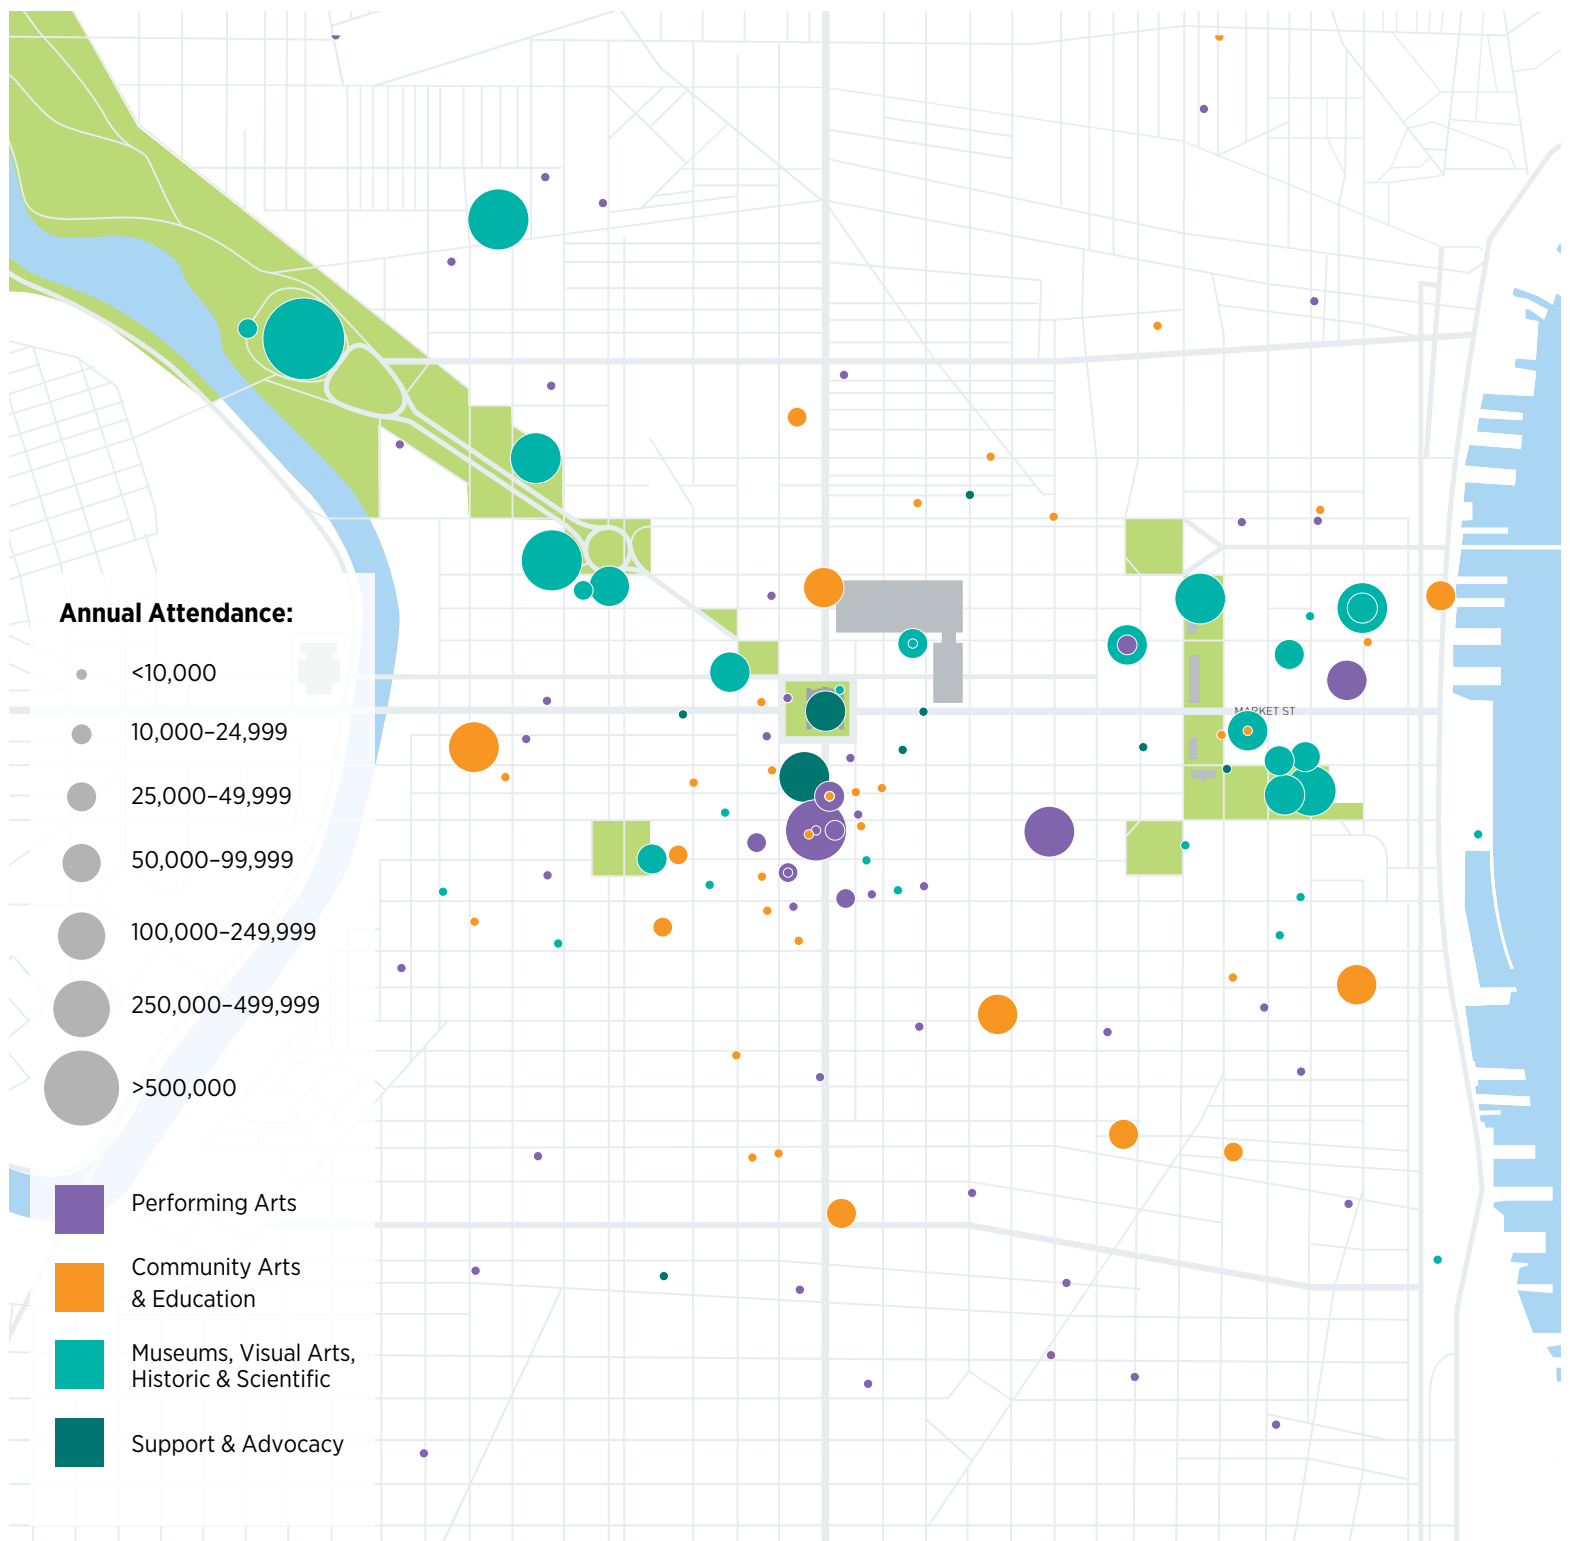 MARKET ST
Annual Attendance:
<10,000
10,000–24,999
25,000–49,999
50,000–99,999
100,000–249,999
250,000–499,999
>500,000
Performing Arts
Community Arts
& Education
Museums, Visual Arts,
Historic & Scientific
Support & Advocacy